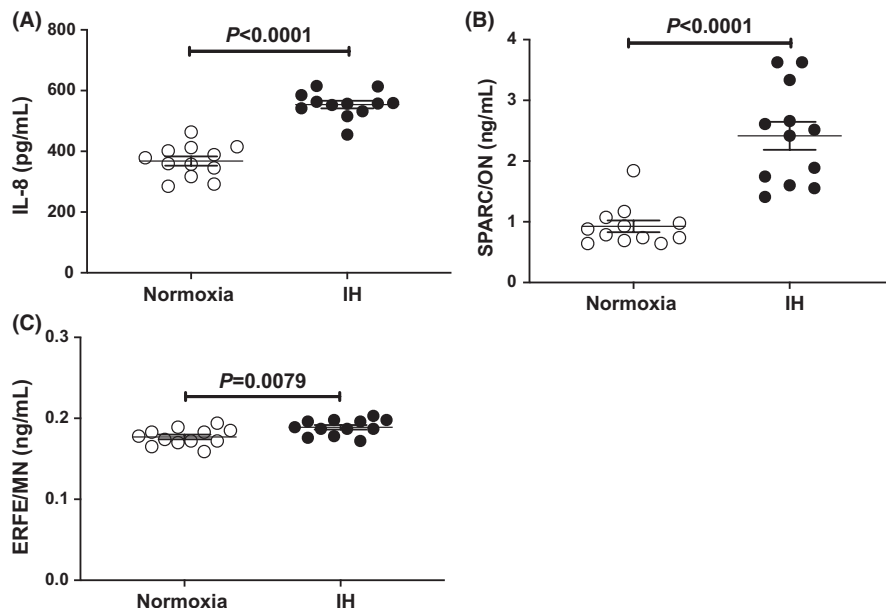 (A)
P<0.0001
IL-8 (pg/mL)
800
600
400
200
0
Normoxia
IH
(B)
P<0.0001
SPARC/ON (ng/mL)
4
3
2
1
0
Normoxia
IH
(C)
P=0.0079
ERFE/MN (ng/mL)
0.3
0.2
0.1
0.0
Normoxia
IH